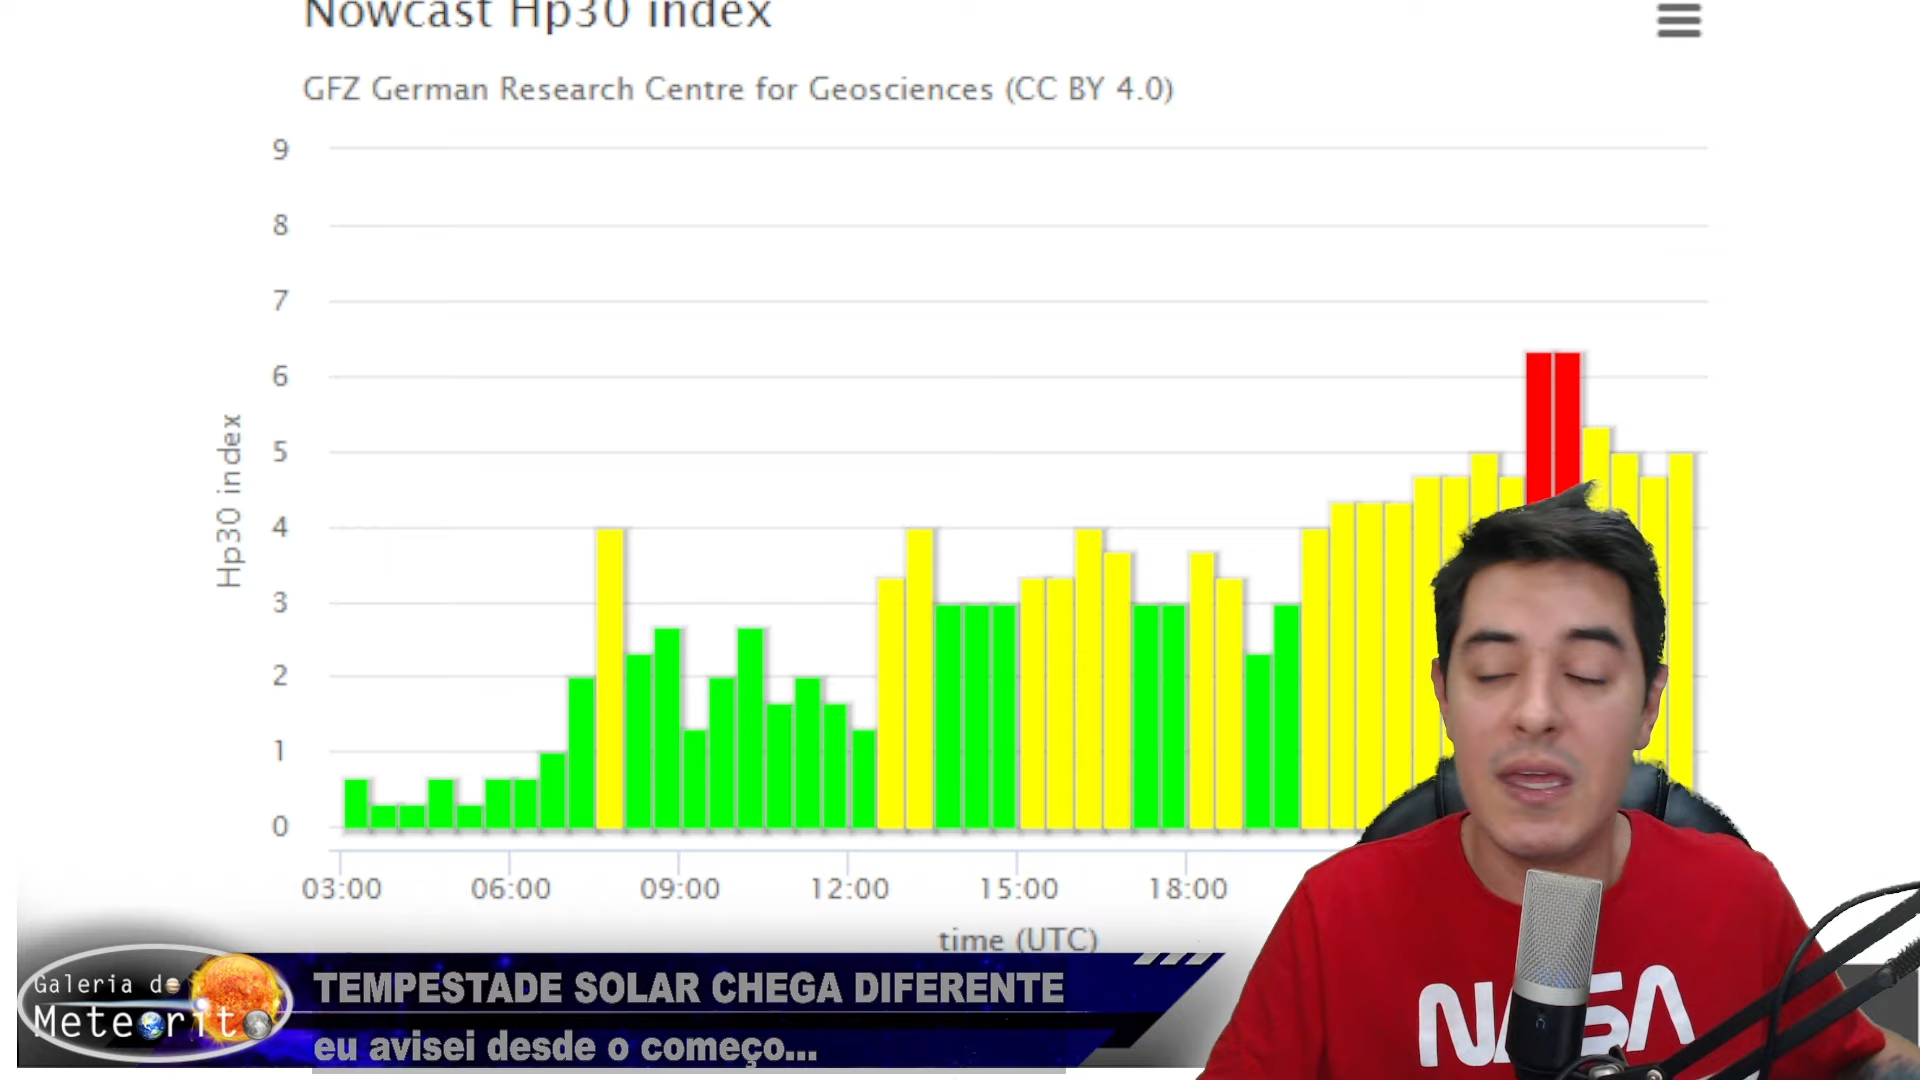 Nowcast Hp30 index
GFZ German Research Centre for Geosciences (CC BY 4.0)
9
8
7
6
5
4
3
2
1
0
Hp30 index
03:00 06:00 09:00 12:00 15:00 18:00
time (UTC)
Galeria do
Meteorito
TEMPESTADE SOLAR CHEGA DIFERENTE
eu avisei desde o começo...
NASA